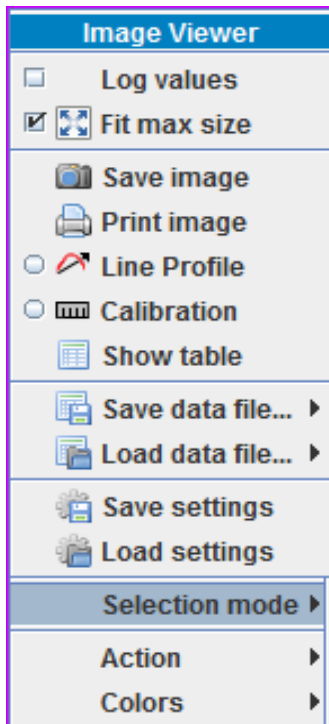 Image Viewer
Log values
Fit max size
Save image
Print image
Line Profile
Calibration
Show table
Save data file...
Load data file...
Save settings
Load settings
Selection mode
Action
Colors